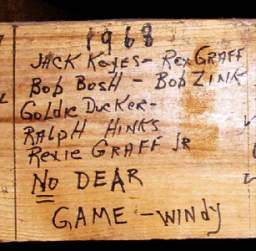 1968
JACK Keyes- Rex GRAFF
BOB BOSH - BOB ZINK
Goldie Ducker-
RALPH HINKS
Rexie GRAFF JR
NO DEAR
GAME - WINDY